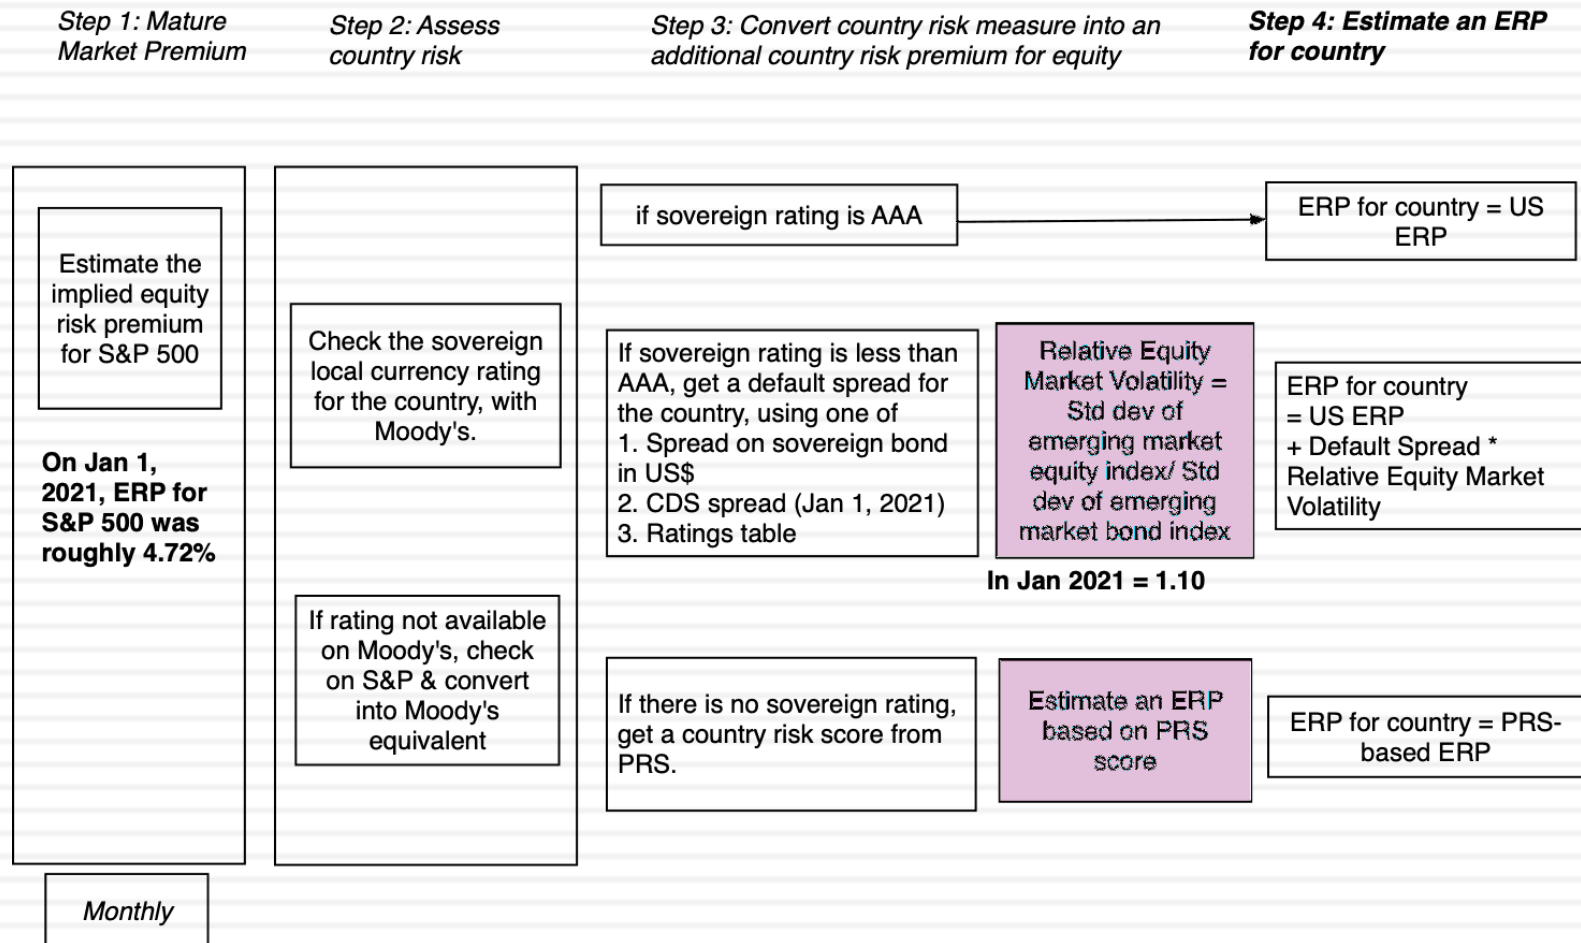 Step 1: Mature
Market Premium
Step 2: Assess
country risk
Step 3: Convert country risk measure into an
additional country risk premium for equity
Step 4: Estimate an ERP
for country
Estimate the
implied equity
risk premium
for S&P 500
On Jan 1,
2021, ERP for
S&P 500 was
roughly 4.72%
Monthly
Check the sovereign
local currency rating
for the country, with
Moody's.
If rating not available
on Moody's, check
on S&P & convert
into Moody's
equivalent
if sovereign rating is AAA
ERP for country = US
ERP
If sovereign rating is less than
AAA, get a default spread for
the country, using one of
1. Spread on sovereign bond
in US$
2. CDS spread (Jan 1, 2021)
3. Ratings table
Relative Equity
Market Volatility =
Std dev of
emerging market
equity index/ Std
dev of emerging
market bond index
In Jan 2021 = 1.10
ERP for country
= US ERP
+ Default Spread *
Relative Equity Market
Volatility
If there is no sovereign rating,
get a country risk score from
PRS.
Estimate an ERP
based on PRS
score
ERP for country = PRS-
based ERP